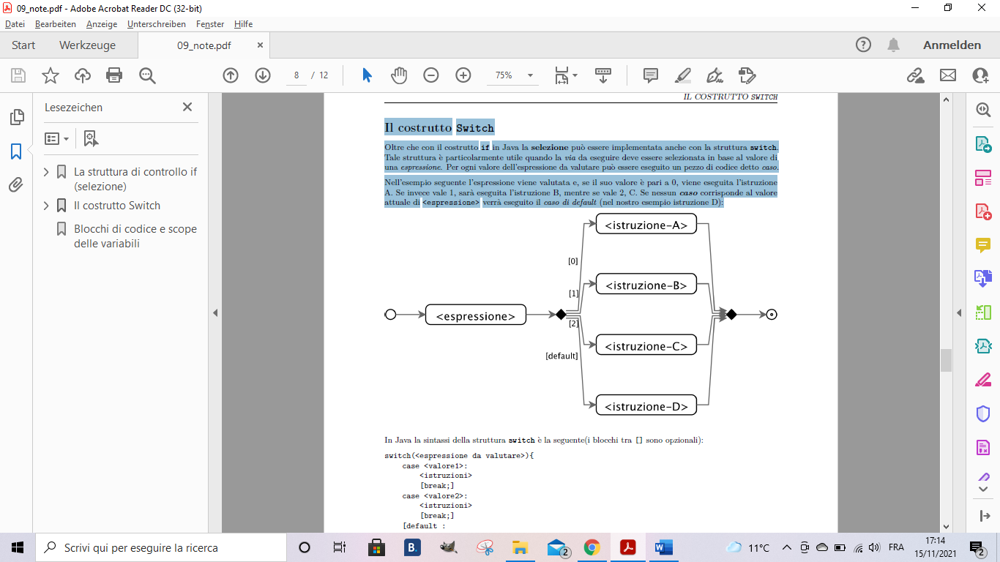 09_note.pdf - Adobe Acrobat Reader DC (32-bit)
Datei Bearbeiten Anzeige Unterschreiben Fenster Hilfe
Start Werkzeuge 09_note.pdf × Anmelden
8 / 12 75%
Lesezeichen
La struttura di controllo if
(selezione)
Il costrutto Switch
Blocchi di codice e scope
delle variabili
IL COSTRUTTO SWITCH
Il costrutto Switch
Oltre che con il costrutto if in Java la selezione può essere implementata anche con la struttura switch.
Tale struttura è particolarmente utile quando la via da eseguire deve essere selezionata in base al valore di
una espressione. Per ogni valore dell'espressione da valutare può essere eseguito un pezzo di codice detto caso.
Nell'esempio seguente l'espressione viene valutata e, se il suo valore è pari a 0, viene eseguita l'istruzione
A. Se invece vale 1, sarà eseguita l'istruzione B, mentre se vale 2, C. Se nessun caso corrisponde al valore
attuale di <espressione> verrà eseguito il caso di default (nel nostro esempio istruzione D):
<istruzione-A>
[0]
<istruzione-B>
[1]
<espressione>
[2]
<istruzione-C>
[default]
<istruzione-D>
In Java la sintassi della struttura switch è la seguente(i blocchi tra [] sono opzionali):
switch(<espressione da valutare>){
case <valore1>:
<istruzioni>
[break;]
case <valore2>:
<istruzioni>
[break;]
[default :
Scrivi qui per eseguire la ricerca
B.
2
W
11°C
FRA
17:14
15/11/2021
2